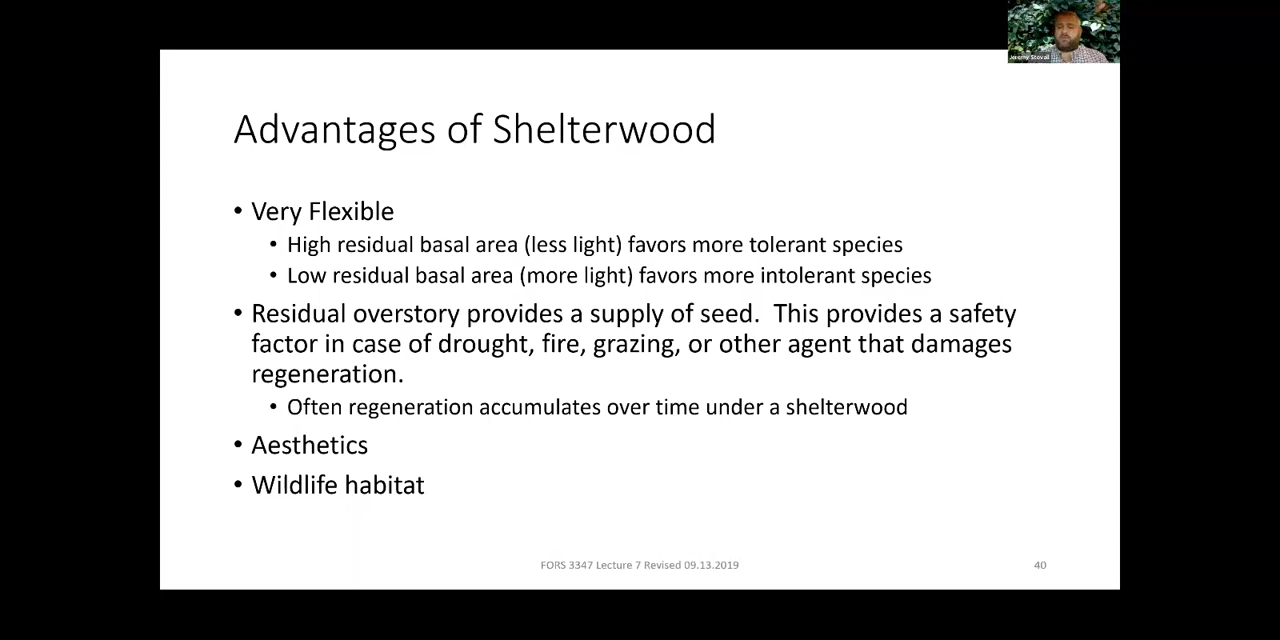 Jeremy Stovall
Advantages of Shelterwood
• Very Flexible
• High residual basal area (less light) favors more tolerant species
• Low residual basal area (more light) favors more intolerant species
• Residual overstory provides a supply of seed.  This provides a safety
factor in case of drought, fire, grazing, or other agent that damages
regeneration.
• Often regeneration accumulates over time under a shelterwood
• Aesthetics
• Wildlife habitat
FORS 3347 Lecture 7 Revised 09.13.2019
40